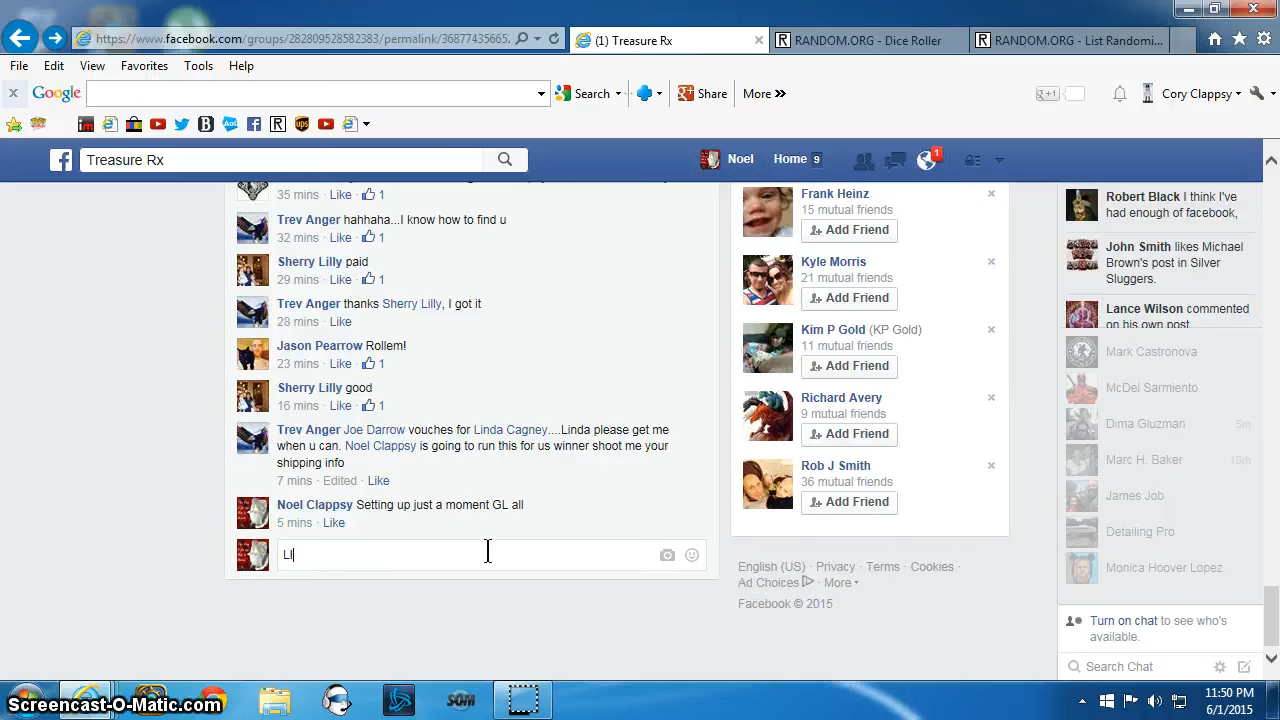 https://www.facebook.com/groups/282809528582383/permalink/36877435665
(1) Treasure Rx
RANDOM.ORG - Dice Roller
RANDOM.ORG - List Randomi...
File Edit View Favorites Tools Help
x Google Search More » Share Cory Clappsy
Treasure Rx
Noel Home 9 1
35 mins · Like · 1
Trev Anger hahhaha...I know how to find u
32 mins · Like · 1
Sherry Lilly paid
29 mins · Like · 1
Trev Anger thanks Sherry Lilly, I got it
28 mins · Like
Jason Pearrow Rollem!
23 mins · Like · 1
Sherry Lilly good
16 mins · Like · 1
Trev Anger Joe Darrow vouches for Linda Cagney....Linda please get me
when u can. Noel Clappsy is going to run this for us winner shoot me your
shipping info
7 mins · Edited · Like
Noel Clappsy Setting up just a moment GL all
5 mins · Like
LI
Frank Heinz
15 mutual friends
Add Friend
Kyle Morris
21 mutual friends
Add Friend
Kim P Gold (KP Gold)
11 mutual friends
Add Friend
Richard Avery
9 mutual friends
Add Friend
Rob J Smith
36 mutual friends
Add Friend
English (US) · Privacy · Terms · Cookies ·
Ad Choices · More
Facebook © 2015
Robert Black I think I've
had enough of facebook,
John Smith likes Michael
Brown's post in Silver
Sluggers.
Lance Wilson commented
on his own post
Mark Castronova
McDel Sarmiento
Dima Gluzman 5m
Marc H. Baker 18m
James Job
Detailing Pro
Monica Hoover Lopez
Turn on chat to see who's
available.
Search Chat
Screencast-O-Matic.com
SOM
11:50 PM
6/1/2015